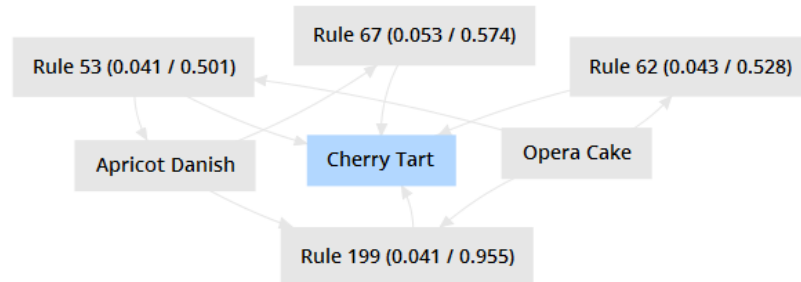 Rule 67 (0.053 / 0.574)
Rule 53 (0.041 / 0.501)
Rule 62 (0.043 / 0.528)
Apricot Danish
Cherry Tart
Opera Cake
Rule 199 (0.041 / 0.955)